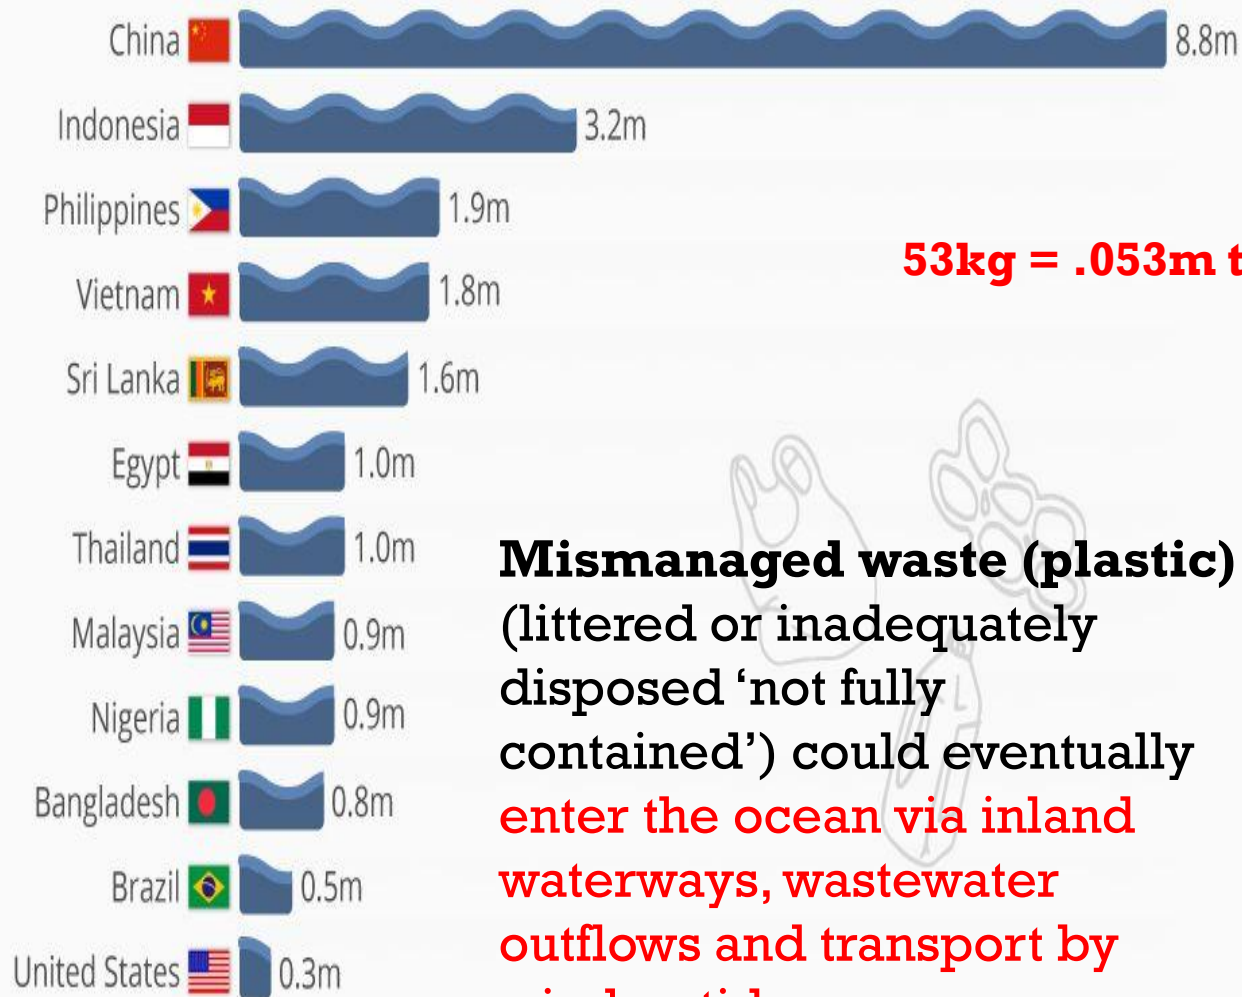 China 8.8m
Indonesia 3.2m
Philippines 1.9m
53kg = .053m t
Vietnam 1.8m
Sri Lanka 1.6m
Egypt 1.0m
Thailand 1.0m
Mismanaged waste (plastic)
Malaysia 0.9m
(littered or inadequately
disposed ‘not fully
Nigeria 0.9m
contained’) could eventually
Bangladesh 0.8m
enter the ocean via inland
waterways, wastewater
Brazil 0.5m
outflows and transport by
United States 0.3m